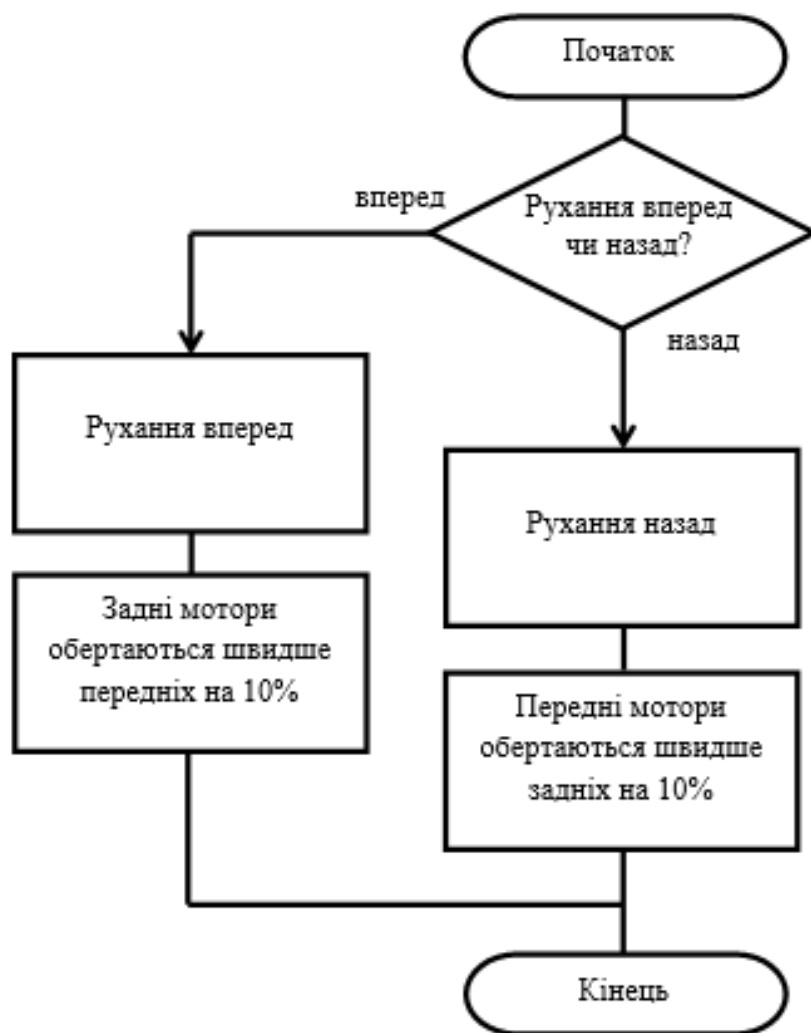 Початок
Рухання вперед
чи назад?
вперед
назад
Рухання вперед
Задні мотори
обертаються швидше
передніх на 10%
Рухання назад
Передні мотори
обертаються швидше
задніх на 10%
Кінець